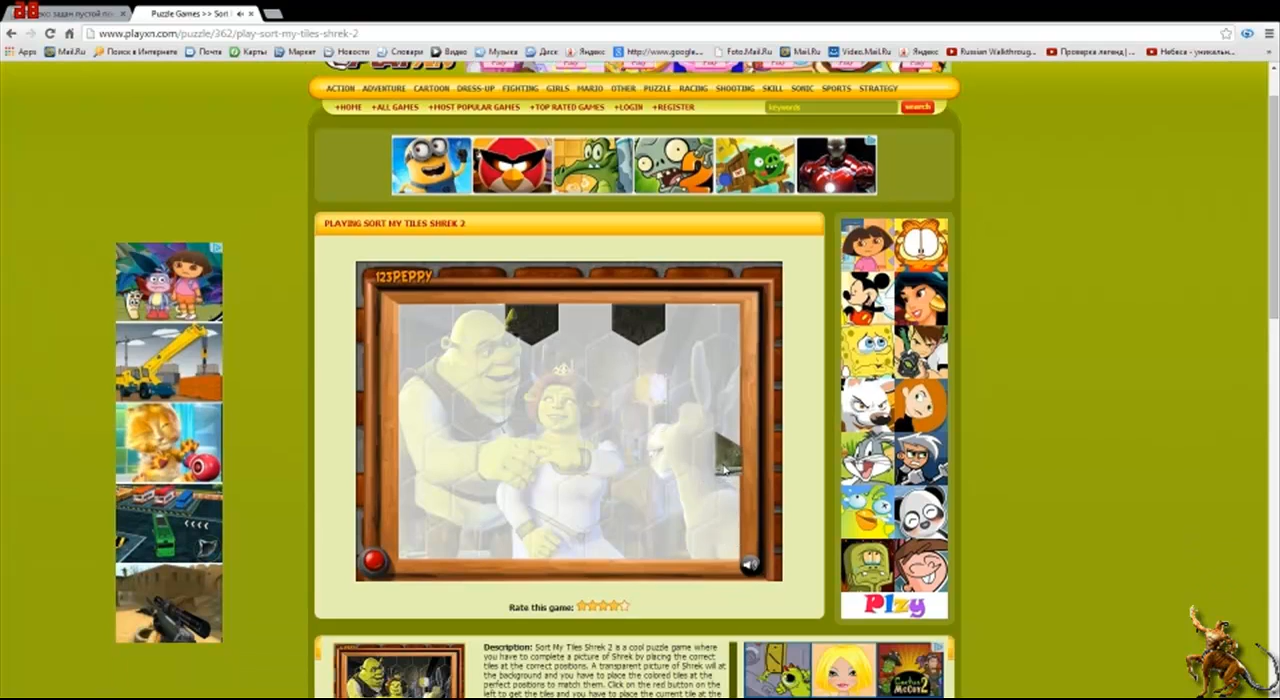 Puzzle Games >> Sort
www.playxn.com/puzzle/362/play-sort-my-tiles-shrek-2
Apps Mail.Ru Поиск в Интернете Почта Карты Маркет Новости Словари Видео Музыка Диск Яндекс http://www.google... Foto.Mail.Ru Mail.Ru Video.Mail.Ru Яндекс Russian Walkthroug... Проверка легенд |... Небеса - уникальн...
ACTION ADVENTURE CARTOON DRESS-UP FIGHTING GIRLS MARIO OTHER PUZZLE RACING SHOOTING SKILL SONIC SPORTS STRATEGY
+HOME +ALL GAMES +MOST POPULAR GAMES +TOP RATED GAMES +LOGIN +REGISTER keywords search
PLAYING SORT MY TILES SHREK 2
123PEPPY
Plzy
Rate this game:
Description: Sort My Tiles Shrek 2 is a cool puzzle game where
you have to complete a picture of Shrek by placing the
correct tiles at the correct positions. A transparent picture of Shrek will at
the background and you have to place the colored tiles at the
perfect positions to match them. Click on the red button on the
left to get the tiles and you have to place the current tile at the